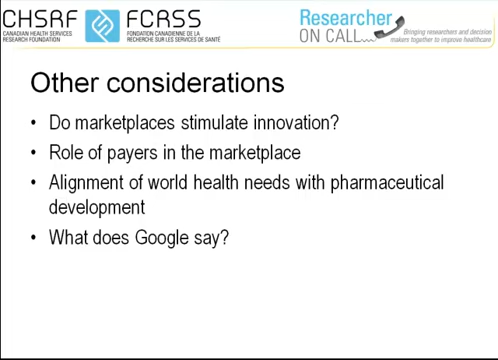 CHSRF
CANADIAN HEALTH SERVICES
RESEARCH FOUNDATION
FCRSS
FONDATION CANADIENNE DE LA
RECHERCHE SUR LES SERVICES DE SANTÉ
Researcher
ON CALL...
Bringing researchers and decision
makers together to improve healthcare
Other considerations
• Do marketplaces stimulate innovation?
• Role of payers in the marketplace
• Alignment of world health needs with pharmaceutical
development
• What does Google say?